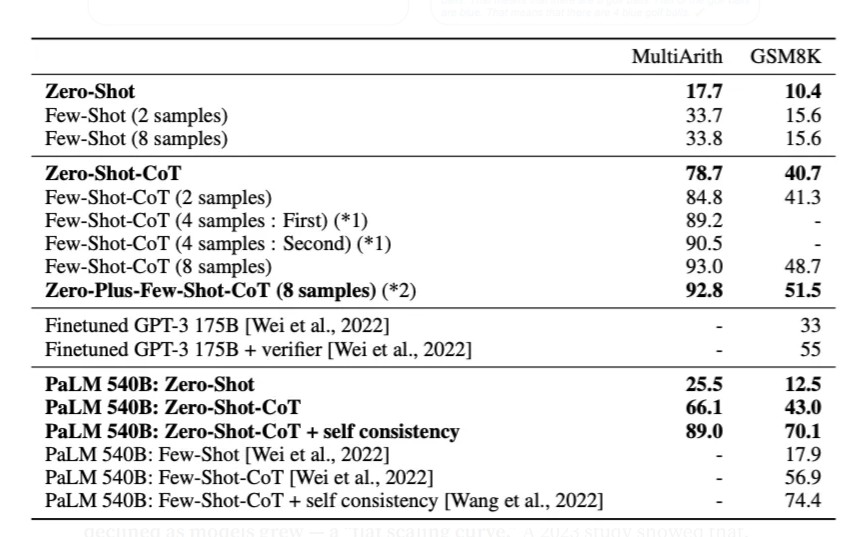 MultiArith GSM8K
Zero-Shot 17.7 10.4
Few-Shot (2 samples) 33.7 15.6
Few-Shot (8 samples) 33.8 15.6
Zero-Shot-CoT 78.7 40.7
Few-Shot-CoT (2 samples) 84.8 41.3
Few-Shot-CoT (4 samples : First) (*1) 89.2 -
Few-Shot-CoT (4 samples : Second) (*1) 90.5 -
Few-Shot-CoT (8 samples) 93.0 48.7
Zero-Plus-Few-Shot-CoT (8 samples) (*2) 92.8 51.5
Finetuned GPT-3 175B [Wei et al., 2022] - 33
Finetuned GPT-3 175B + verifier [Wei et al., 2022] - 55
PaLM 540B: Zero-Shot 25.5 12.5
PaLM 540B: Zero-Shot-CoT 66.1 43.0
PaLM 540B: Zero-Shot-CoT + self consistency 89.0 70.1
PaLM 540B: Few-Shot [Wei et al., 2022] - 17.9
PaLM 540B: Few-Shot-CoT [Wei et al., 2022] - 56.9
PaLM 540B: Few-Shot-CoT + self consistency [Wang et al., 2022] - 74.4